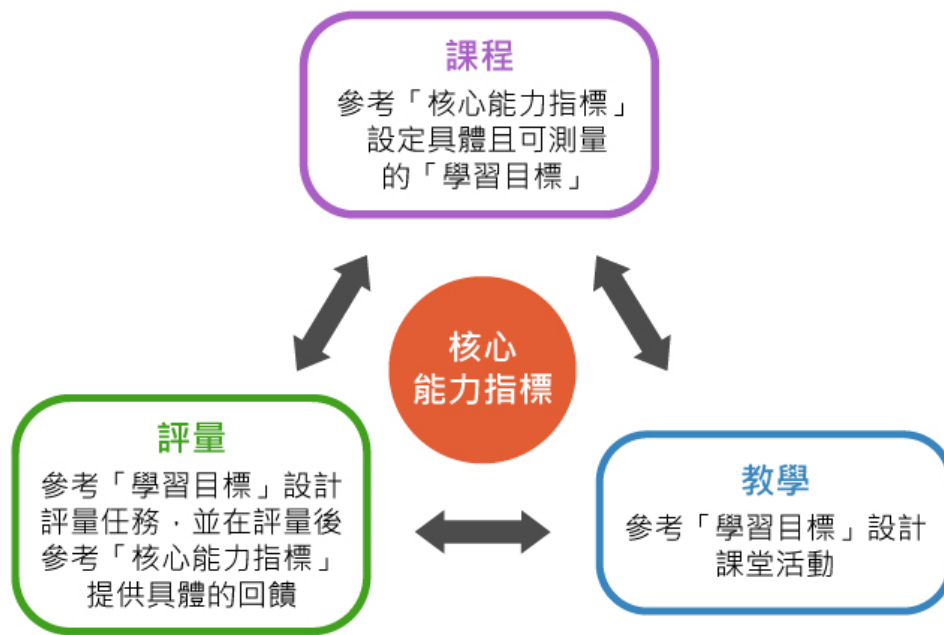 課程
參考「核心能力指標」
設定具體且可測量
的「學習目標」
核心
能力指標
評量
參考「學習目標」設計
評量任務，並在評量後
參考「核心能力指標」
提供具體的回饋
教學
參考「學習目標」設計
課堂活動